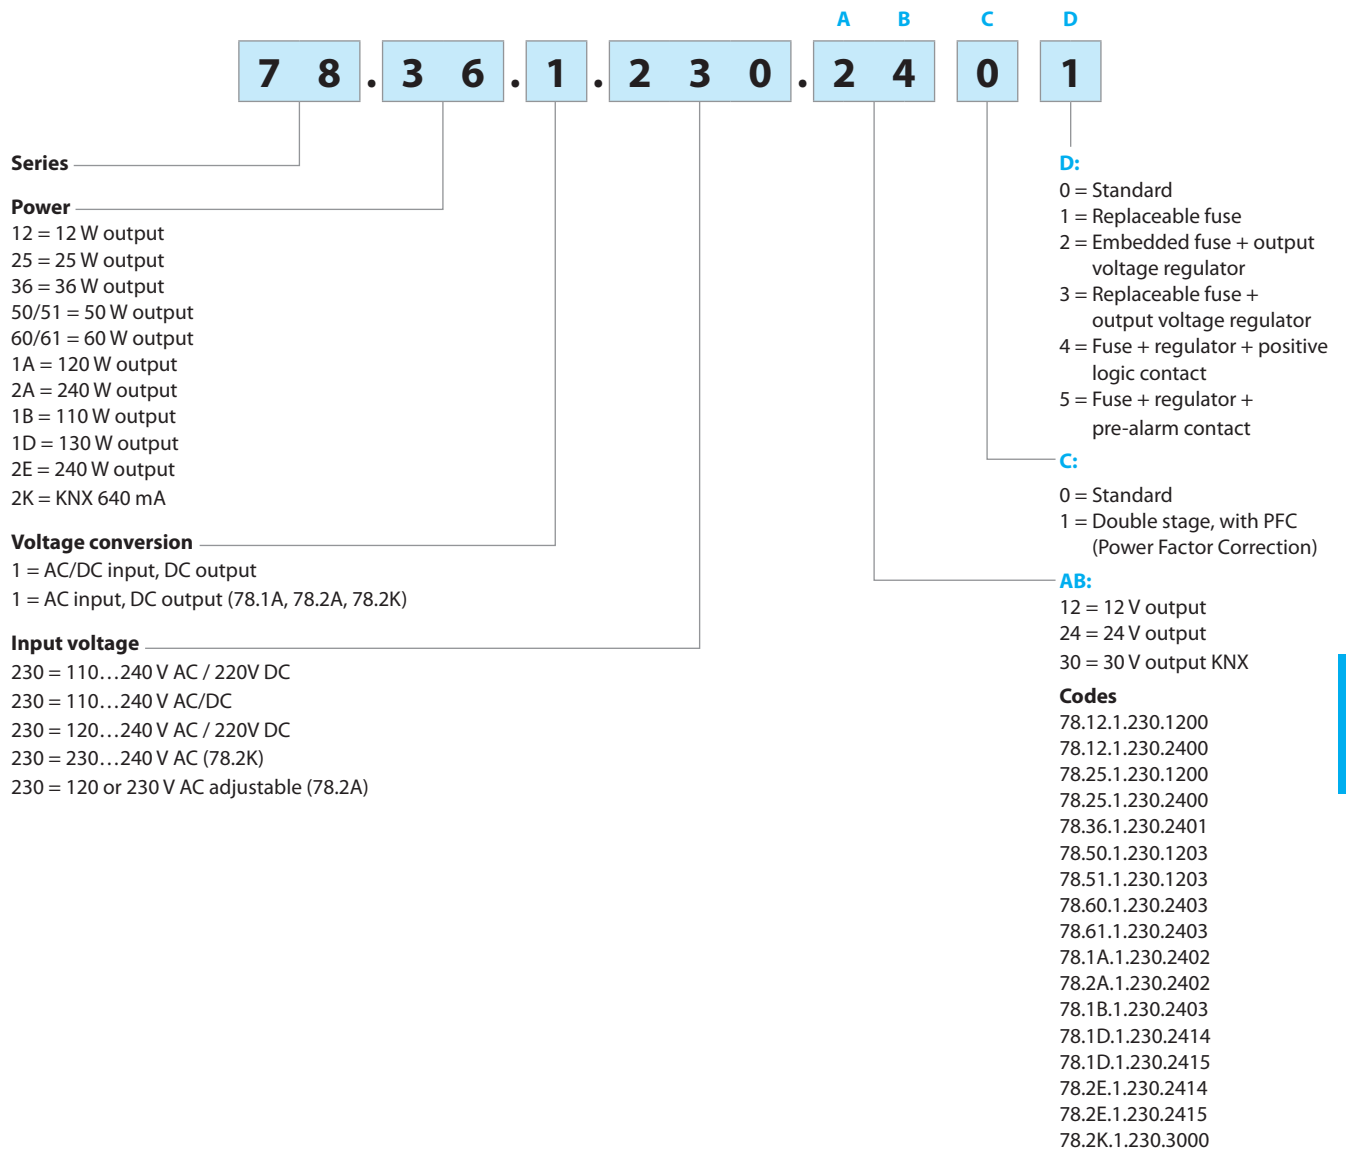 A B C D
7 8 . 3 6 . 1 . 2 3 0 . 2 4 0 1
Series
Power
12 = 12 W output
25 = 25 W output
36 = 36 W output
50/51 = 50 W output
60/61 = 60 W output
1A = 120 W output
2A = 240 W output
1B = 110 W output
1D = 130 W output
2E = 240 W output
2K = KNX 640 mA
Voltage conversion
1 = AC/DC input, DC output
1 = AC input, DC output (78.1A, 78.2A, 78.2K)
Input voltage
230 = 110…240 V AC / 220V DC
230 = 110…240 V AC/DC
230 = 120…240 V AC / 220V DC
230 = 230…240 V AC (78.2K)
230 = 120 or 230 V AC adjustable (78.2A)
D:
0 = Standard
1 = Replaceable fuse
2 = Embedded fuse + output
voltage regulator
3 = Replaceable fuse +
output voltage regulator
4 = Fuse + regulator + positive
logic contact
5 = Fuse + regulator +
pre-alarm contact
C:
0 = Standard
1 = Double stage, with PFC
(Power Factor Correction)
AB:
12 = 12 V output
24 = 24 V output
30 = 30 V output KNX
Codes
78.12.1.230.1200
78.12.1.230.2400
78.25.1.230.1200
78.25.1.230.2400
78.36.1.230.2401
78.50.1.230.1203
78.51.1.230.1203
78.60.1.230.2403
78.61.1.230.2403
78.1A.1.230.2402
78.2A.1.230.2402
78.1B.1.230.2403
78.1D.1.230.2414
78.1D.1.230.2415
78.2E.1.230.2414
78.2E.1.230.2415
78.2K.1.230.3000